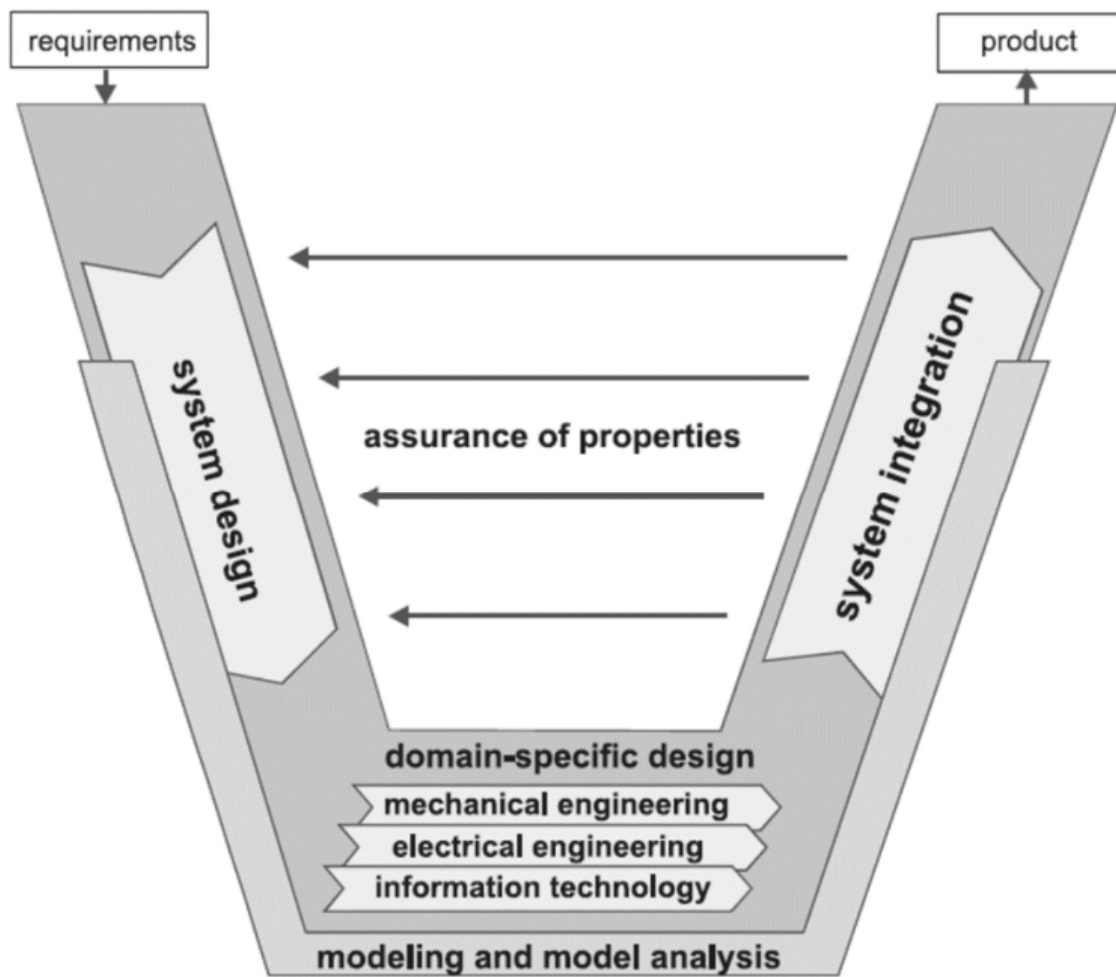 requirements
product
system design
assurance of properties
system integration
domain-specific design
mechanical engineering
electrical engineering
information technology
modeling and model analysis